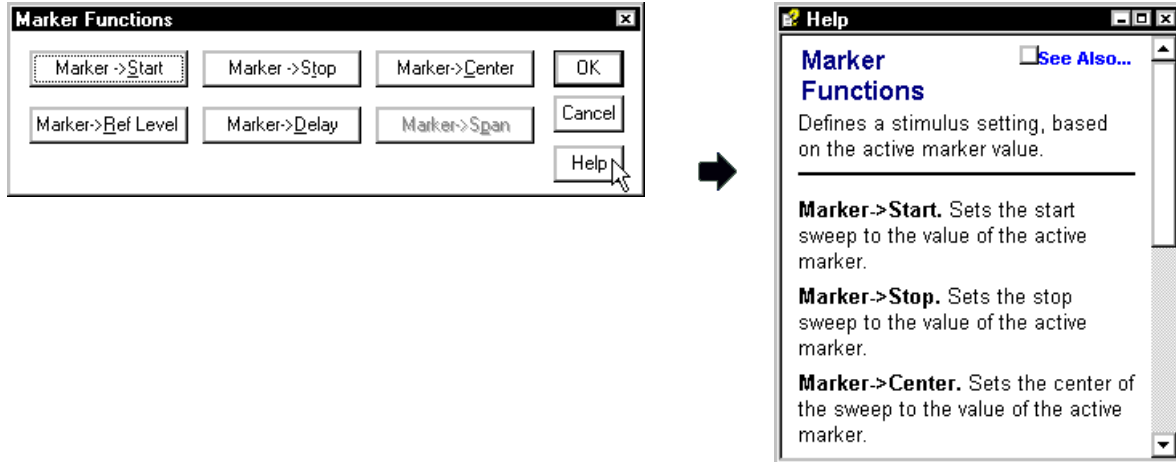 Marker Functions
Marker ->Start
Marker ->Stop
Marker->Center
OK
Marker->Ref Level
Marker->Delay
Marker->Span
Cancel
Help
Help
Marker
Functions
See Also...
Defines a stimulus setting, based
on the active marker value.
Marker->Start. Sets the start
sweep to the value of the active
marker.
Marker->Stop. Sets the stop
sweep to the value of the active
marker.
Marker->Center. Sets the center of
the sweep to the value of the active
marker.